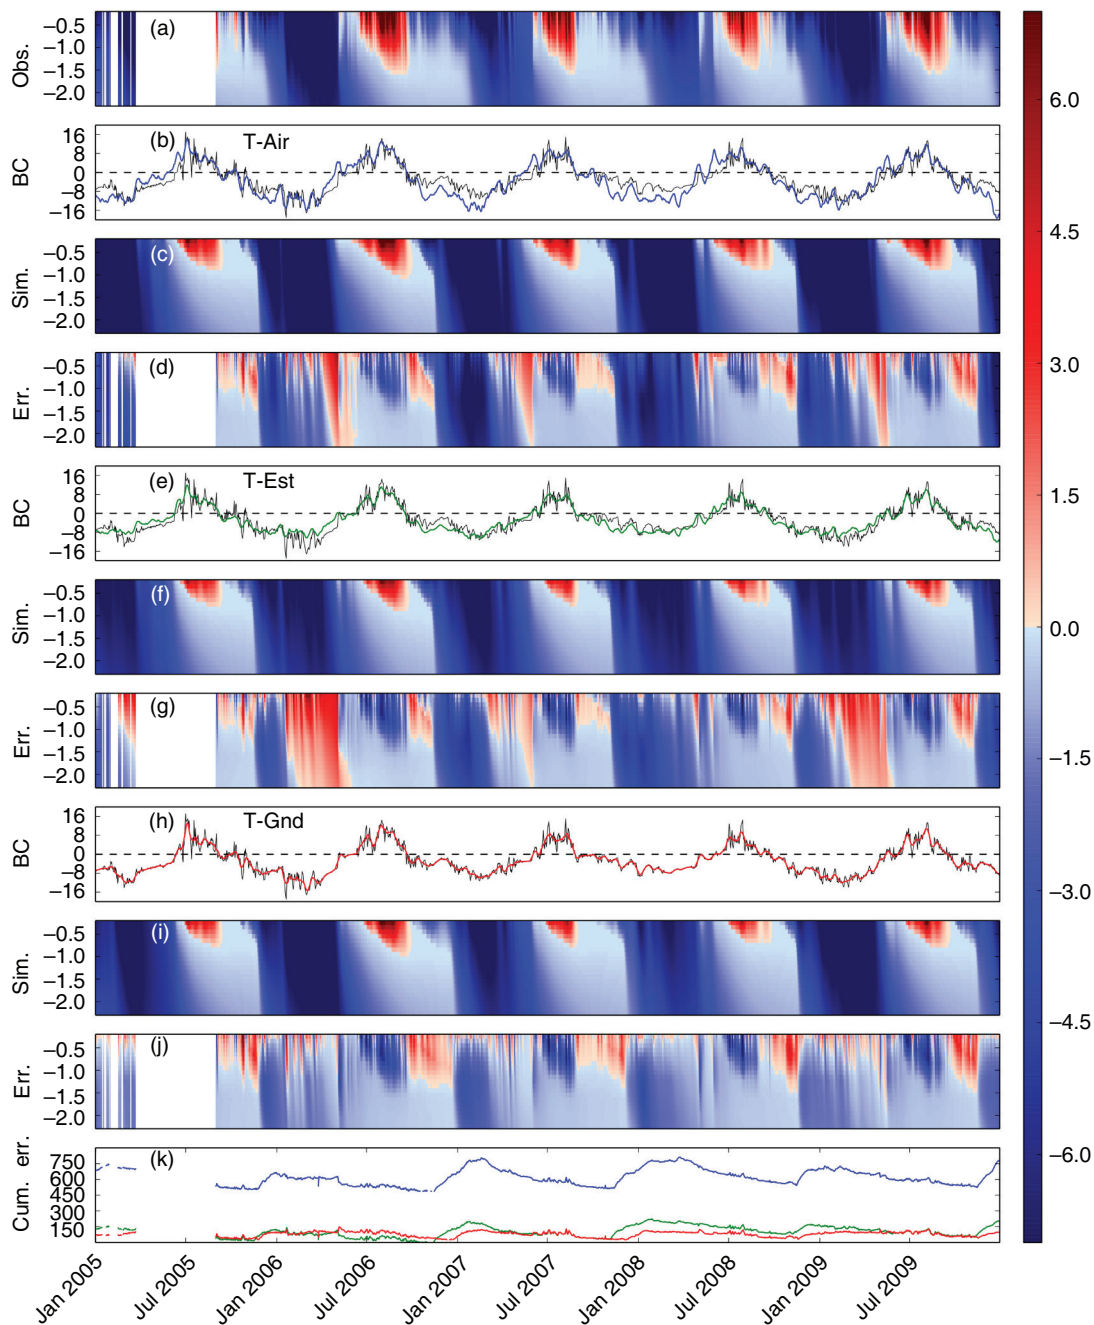 (a)
Obs.
−0.5
−1.0
−1.5
−2.0
(b) T-Air
BC
16
8
0
−8
−16
(c)
Sim.
−0.5
−1.0
−1.5
−2.0
(d)
Err.
−0.5
−1.0
−1.5
−2.0
(e) T-Est
BC
16
8
0
−8
−16
(f)
Sim.
−0.5
−1.0
−1.5
−2.0
(g)
Err.
−0.5
−1.0
−1.5
−2.0
(h) T-Gnd
BC
16
8
0
−8
−16
(i)
Sim.
−0.5
−1.0
−1.5
−2.0
(j)
Err.
−0.5
−1.0
−1.5
−2.0
(k)
Cum. err.
750
600
450
300
150
Jan 2005
Jul 2005
Jan 2006
Jul 2006
Jan 2007
Jul 2007
Jan 2008
Jul 2008
Jan 2009
Jul 2009
6.0
4.5
3.0
1.5
0.0
−1.5
−3.0
−4.5
−6.0